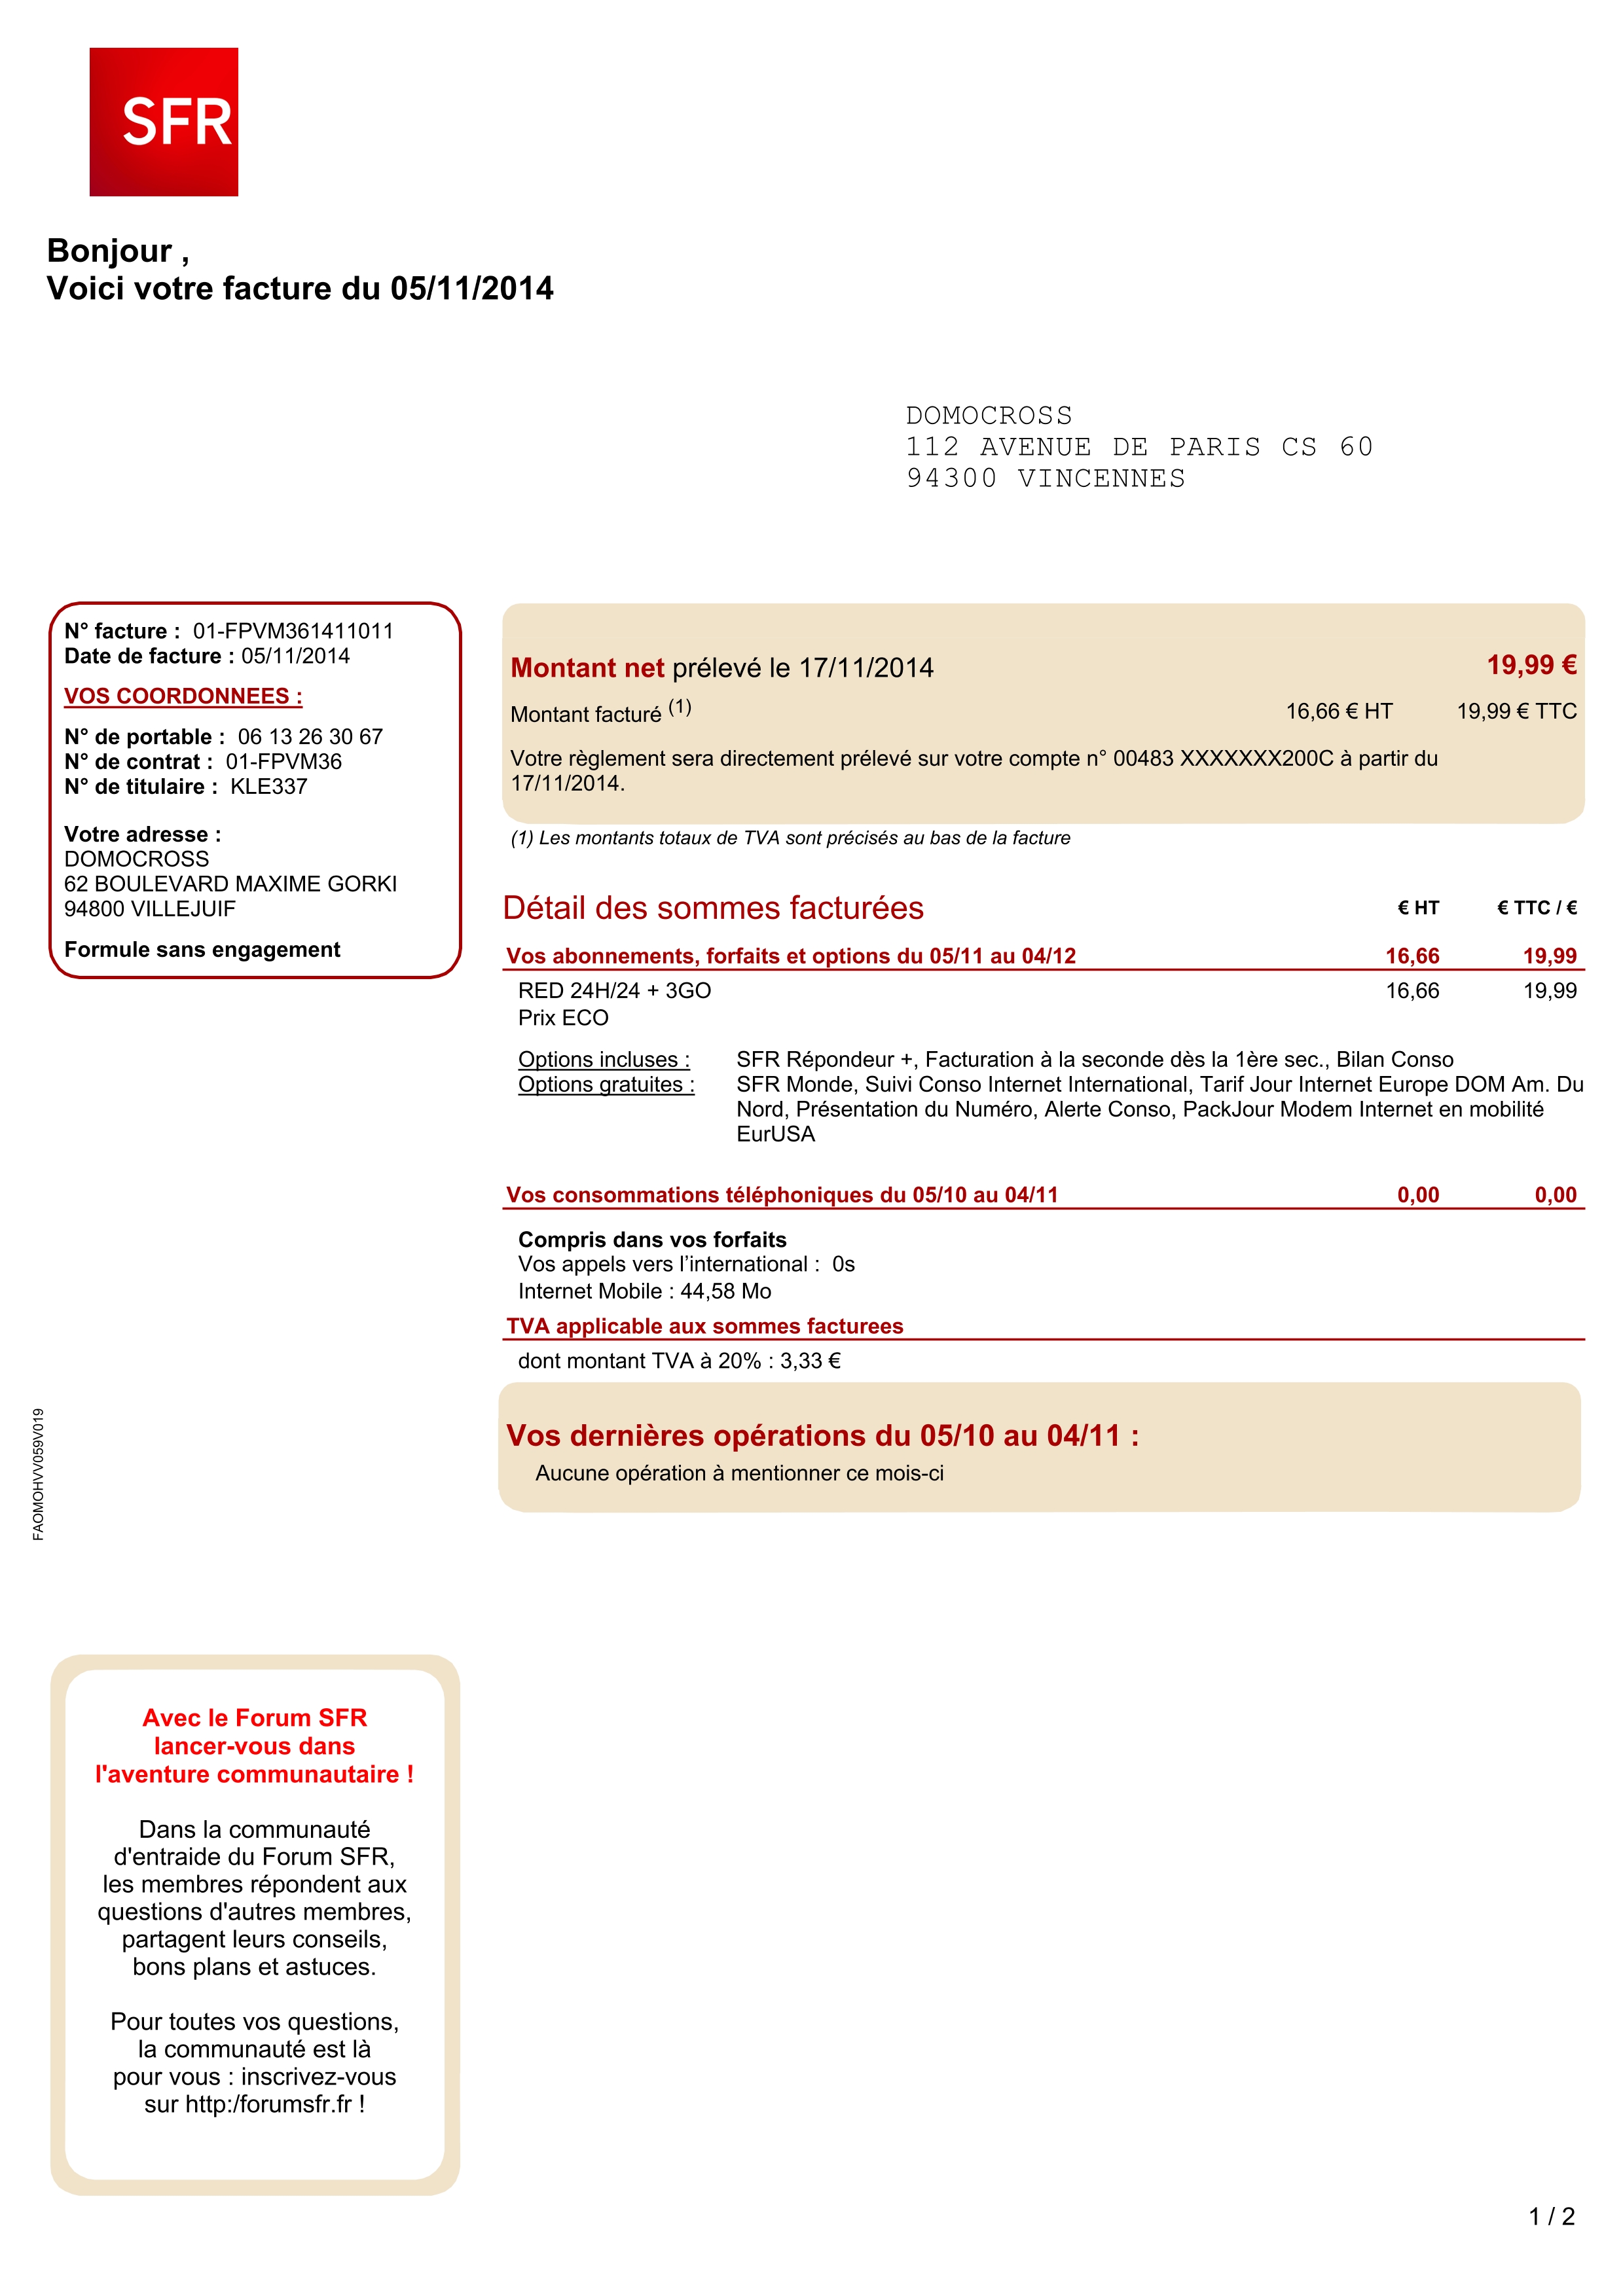 SFR
Bonjour ,
Voici votre facture du 05/11/2014
DOMOCROSS
112 AVENUE DE PARIS CS 60
94300 VINCENNES
N° facture : 01-FPVM361411011
Date de facture : 05/11/2014
VOS COORDONNEES :
N° de portable : 06 13 26 30 67
N° de contrat : 01-FPVM36
N° de titulaire : KLE337
Votre adresse :
DOMOCROSS
62 BOULEVARD MAXIME GORKI
94800 VILLEJUIF
Formule sans engagement
Montant net prélevé le 17/11/2014 19,99 €
Montant facturé (1) 16,66 € HT 19,99 € TTC
Votre règlement sera directement prélevé sur votre compte n° 00483 XXXXXXX200C à partir du
17/11/2014.
(1) Les montants totaux de TVA sont précisés au bas de la facture
Détail des sommes facturées € HT € TTC / €
Vos abonnements, forfaits et options du 05/11 au 04/12 16,66 19,99
RED 24H/24 + 3GO 16,66 19,99
Prix ECO
Options incluses : SFR Répondeur +, Facturation à la seconde dès la 1ère sec., Bilan Conso
Options gratuites : SFR Monde, Suivi Conso Internet International, Tarif Jour Internet Europe DOM Am. Du
Nord, Présentation du Numéro, Alerte Conso, PackJour Modem Internet en mobilité
EurUSA
Vos consommations téléphoniques du 05/10 au 04/11 0,00 0,00
Compris dans vos forfaits
Vos appels vers l’international : 0s
Internet Mobile : 44,58 Mo
TVA applicable aux sommes facturees
dont montant TVA à 20% : 3,33 €
Vos dernières opérations du 05/10 au 04/11 :
Aucune opération à mentionner ce mois-ci
FAOMOHVV059V019
Avec le Forum SFR
lancer-vous dans
l'aventure communautaire !
Dans la communauté
d'entraide du Forum SFR,
les membres répondent aux
questions d'autres membres,
partagent leurs conseils,
bons plans et astuces.
Pour toutes vos questions,
la communauté est là
pour vous : inscrivez-vous
sur http:/forumsfr.fr !
1 / 2